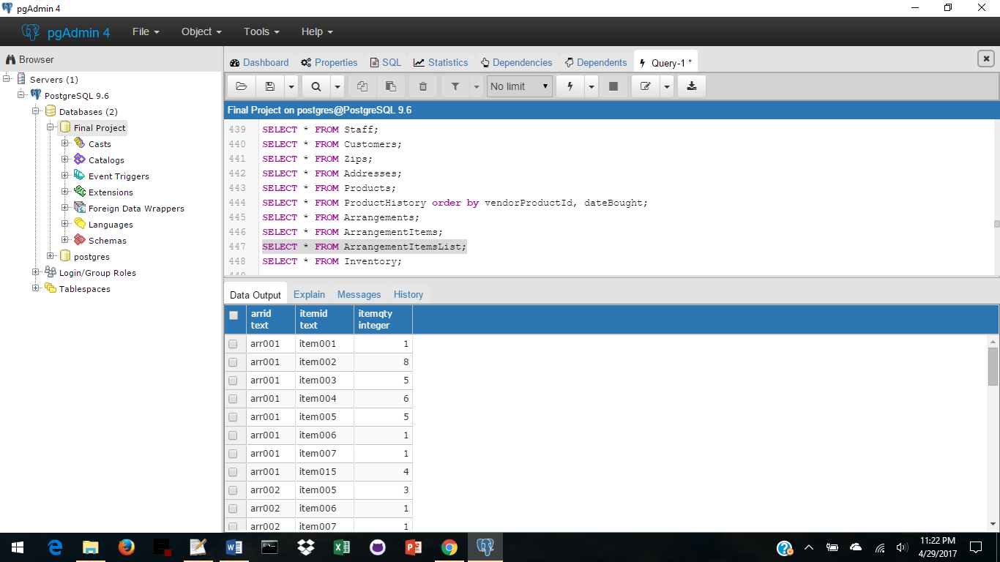 pgAdmin 4
pgAdmin 4 File Object Tools Help
Browser
Servers (1)
PostgreSQL 9.6
Databases (2)
Final Project
Casts
Catalogs
Event Triggers
Extensions
Foreign Data Wrappers
Languages
Schemas
postgres
Login/Group Roles
Tablespaces
Dashboard Properties SQL Statistics Dependencies Dependents Query-1 *
No limit
Final Project on postgres@PostgreSQL 9.6
439 SELECT * FROM Staff;
440 SELECT * FROM Customers;
441 SELECT * FROM Zips;
442 SELECT * FROM Addresses;
443 SELECT * FROM Products;
444 SELECT * FROM ProductHistory order by vendorProductId, dateBought;
445 SELECT * FROM Arrangements;
446 SELECT * FROM ArrangementItems;
447 SELECT * FROM ArrangementItemsList;
448 SELECT * FROM Inventory;
Data Output Explain Messages History
arrid itemid itemqty
text text integer
arr001 item001 1
arr001 item002 8
arr001 item003 5
arr001 item004 6
arr001 item005 5
arr001 item006 1
arr001 item007 1
arr001 item015 4
arr002 item005 3
arr002 item006 1
arr002 item007 1
11:22 PM
4/29/2017